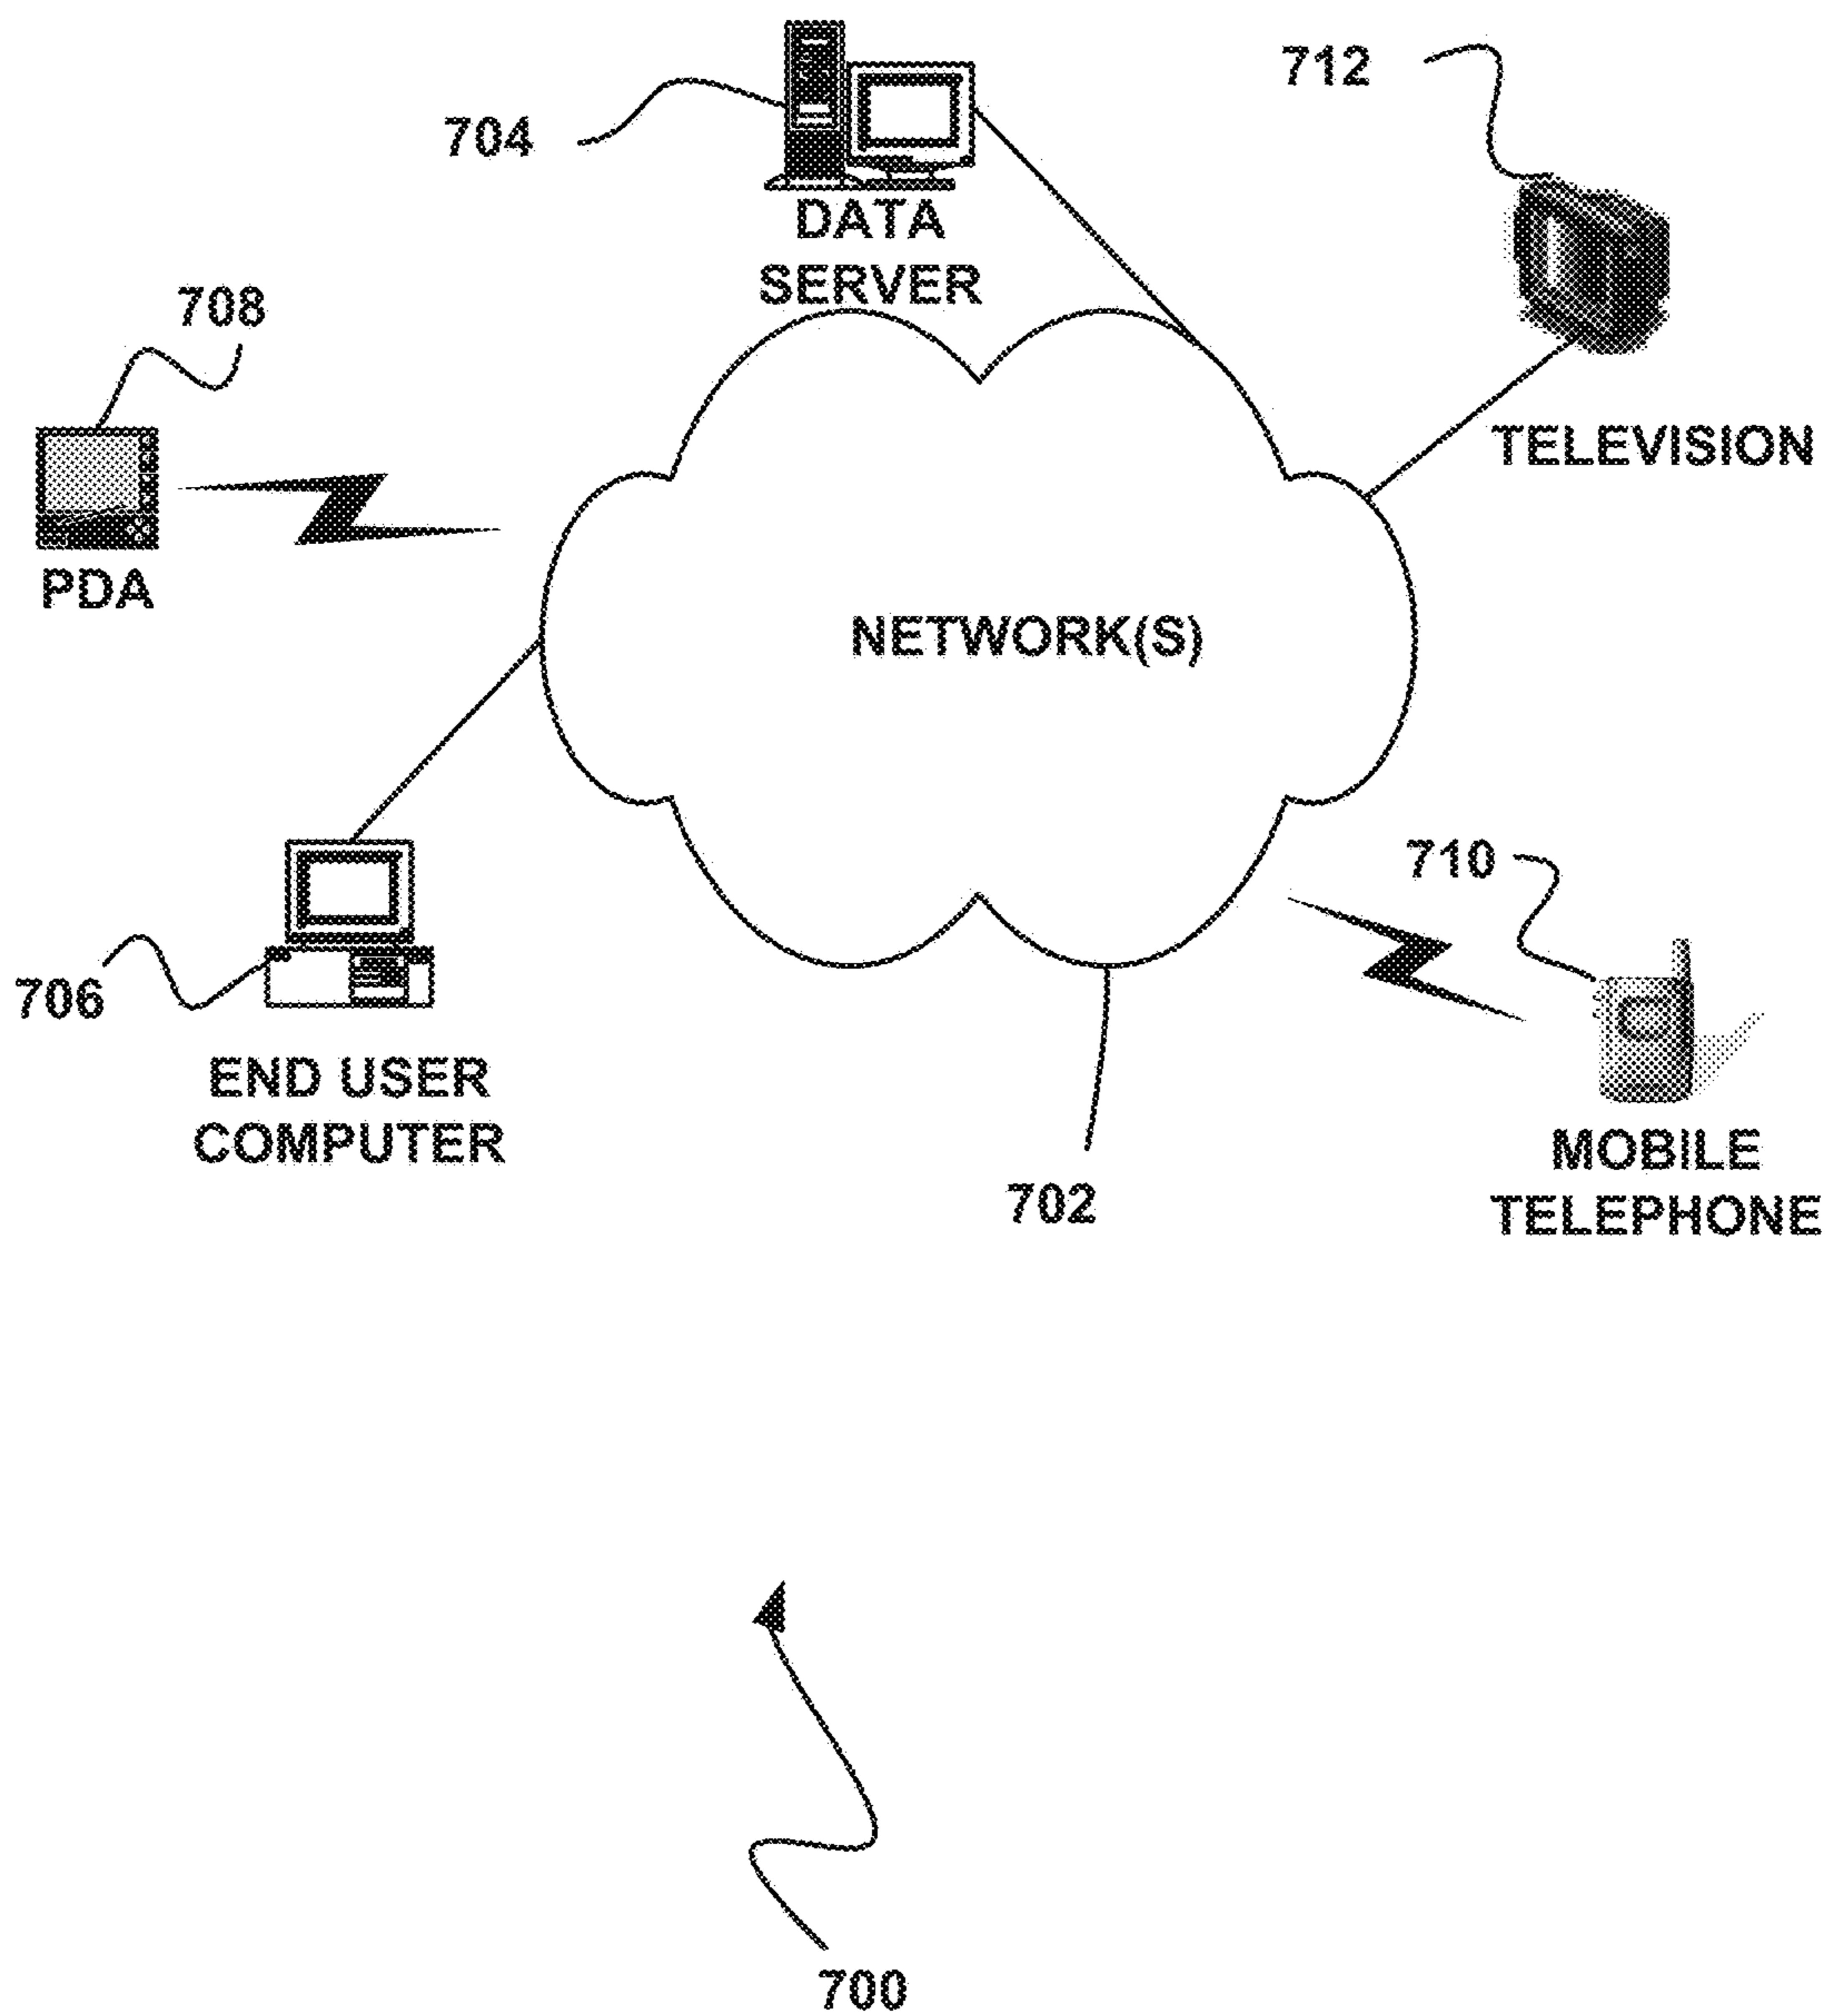 712
704
DATA
SERVER
708
TELEVISION
PDA
NETWORK(S)
710
706
END USER
COMPUTER
702
MOBILE
TELEPHONE
700